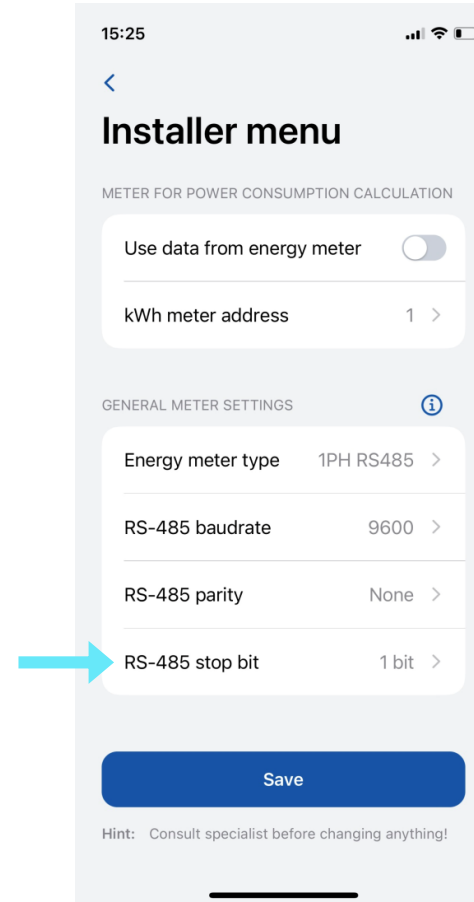 15:25
Installer menu
METER FOR POWER CONSUMPTION CALCULATION
Use data from energy meter
kWh meter address 1
GENERAL METER SETTINGS
Energy meter type 1PH RS485
RS-485 baudrate 9600
RS-485 parity None
RS-485 stop bit 1 bit
Save
Hint: Consult specialist before changing anything!